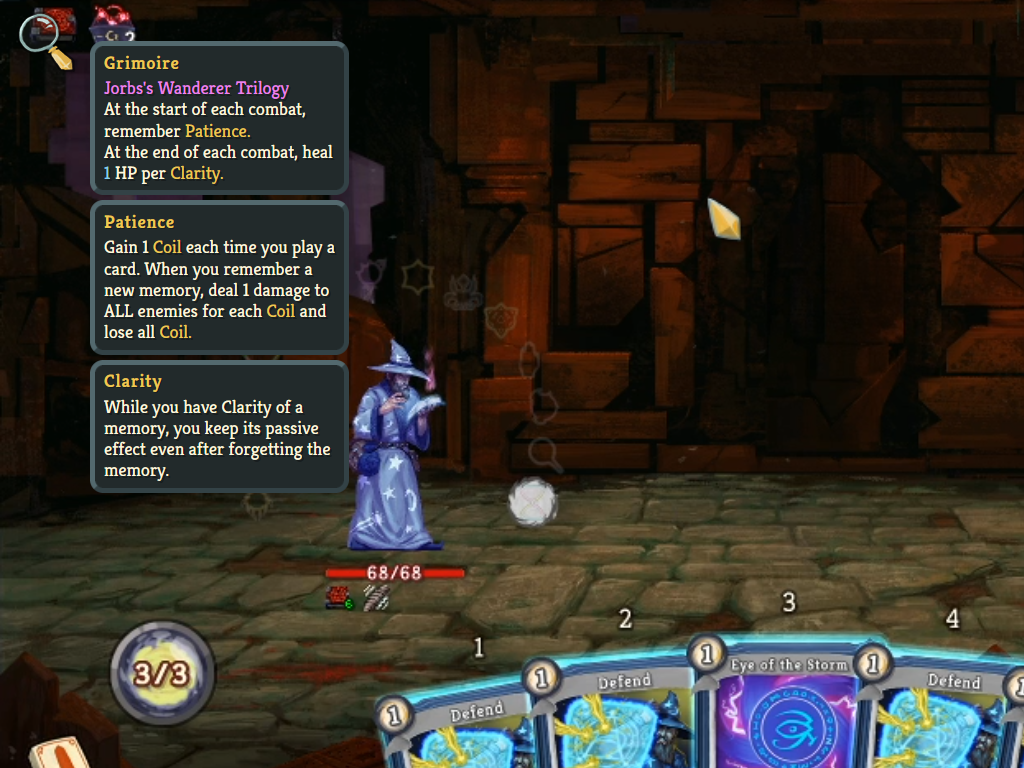 Grimoire
Jorbs's Wanderer Trilogy
At the start of each combat,
remember Patience.
At the end of each combat, heal
1 HP per Clarity.
Patience
Gain 1 Coil each time you play a
card. When you remember a
new memory, deal 1 damage to
ALL enemies for each Coil and
lose all Coil.
Clarity
While you have Clarity of a
memory, you keep its passive
effect even after forgetting the
memory.
68/68
6
3/3
1
2
3
4
1
Defend
1
Defend
1
Eye of the Storm
1
Defend